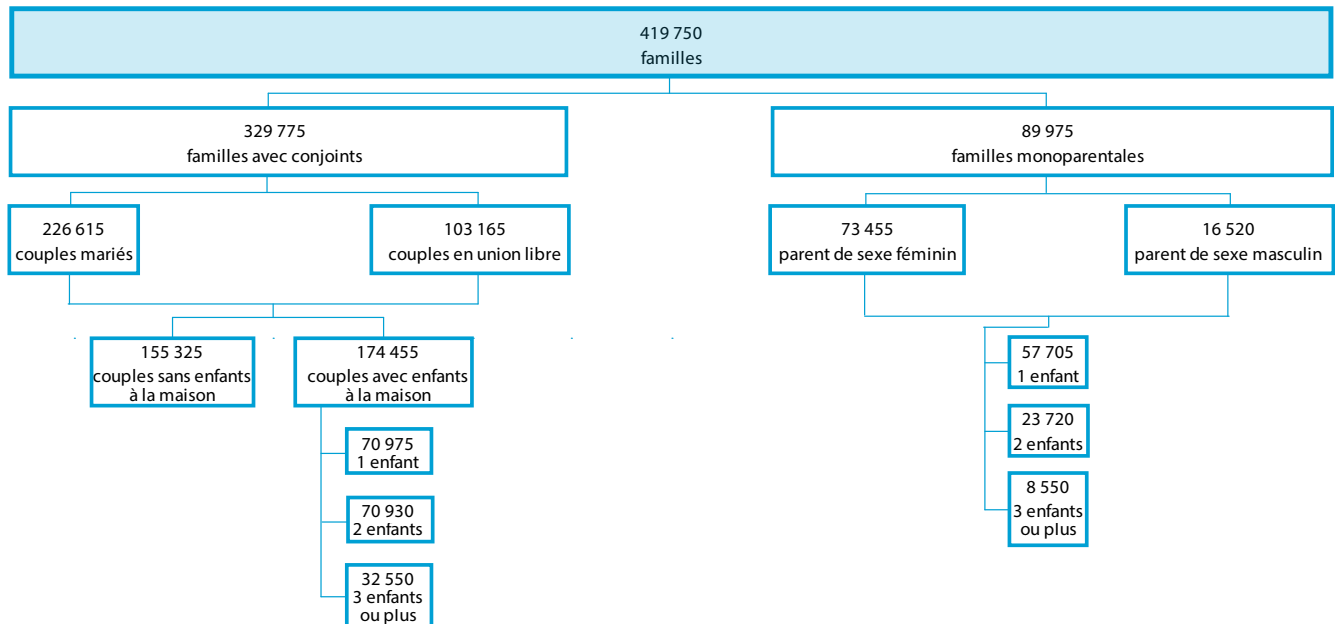 419 750
familles
329 775
familles avec conjoints
89 975
familles monoparentales
226 615
couples mariés
103 165
couples en union libre
73 455
parent de sexe féminin
16 520
parent de sexe masculin
155 325
couples sans enfants
à la maison
174 455
couples avec enfants
à la maison
70 975
1 enfant
70 930
2 enfants
32 550
3 enfants
ou plus
57 705
1 enfant
23 720
2 enfants
8 550
3 enfants
ou plus